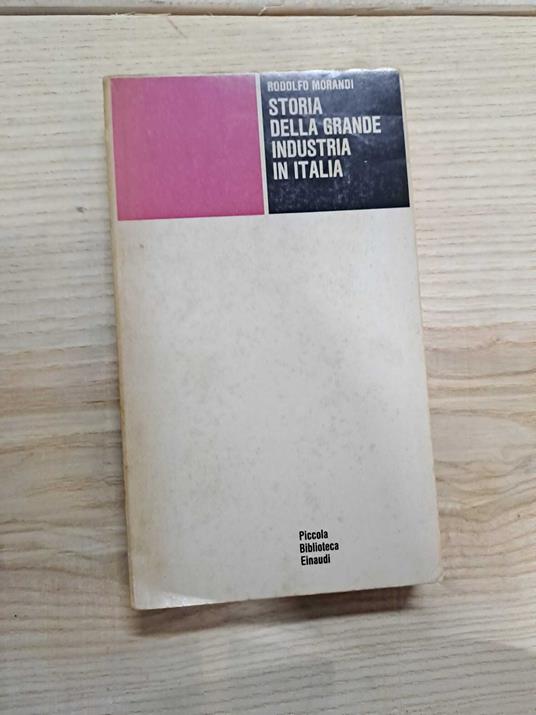 RODOLFO MORANDI
STORIA
DELLA GRANDE
INDUSTRIA
IN ITALIA
Piccola
Biblioteca
Einaudi